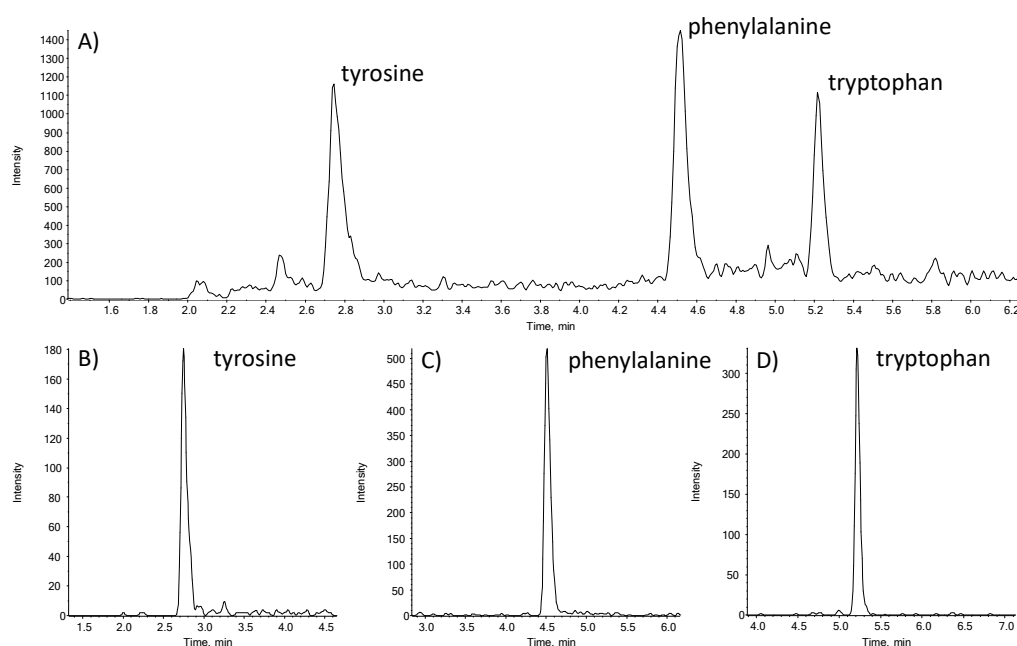 A)
tyrosine
phenylalanine
tryptophan
Intensity
1400
1300
1200
1100
1000
900
800
700
600
500
400
300
200
100
0
1.6 1.8 2.0 2.2 2.4 2.6 2.8 3.0 3.2 3.4 3.6 3.8 4.0 4.2 4.4 4.6 4.8 5.0 5.2 5.4 5.6 5.8 6.0 6.2
Time, min
B)
tyrosine
Intensity
180
160
140
120
100
80
60
40
20
0
1.5 2.0 2.5 3.0 3.5 4.0 4.5
Time, min
C)
phenylalanine
Intensity
500
450
400
350
300
250
200
150
100
50
0
3.0 3.5 4.0 4.5 5.0 5.5 6.0
Time, min
D)
tryptophan
Intensity
300
250
200
150
100
50
0
4.0 4.5 5.0 5.5 6.0 6.5 7.0
Time, min